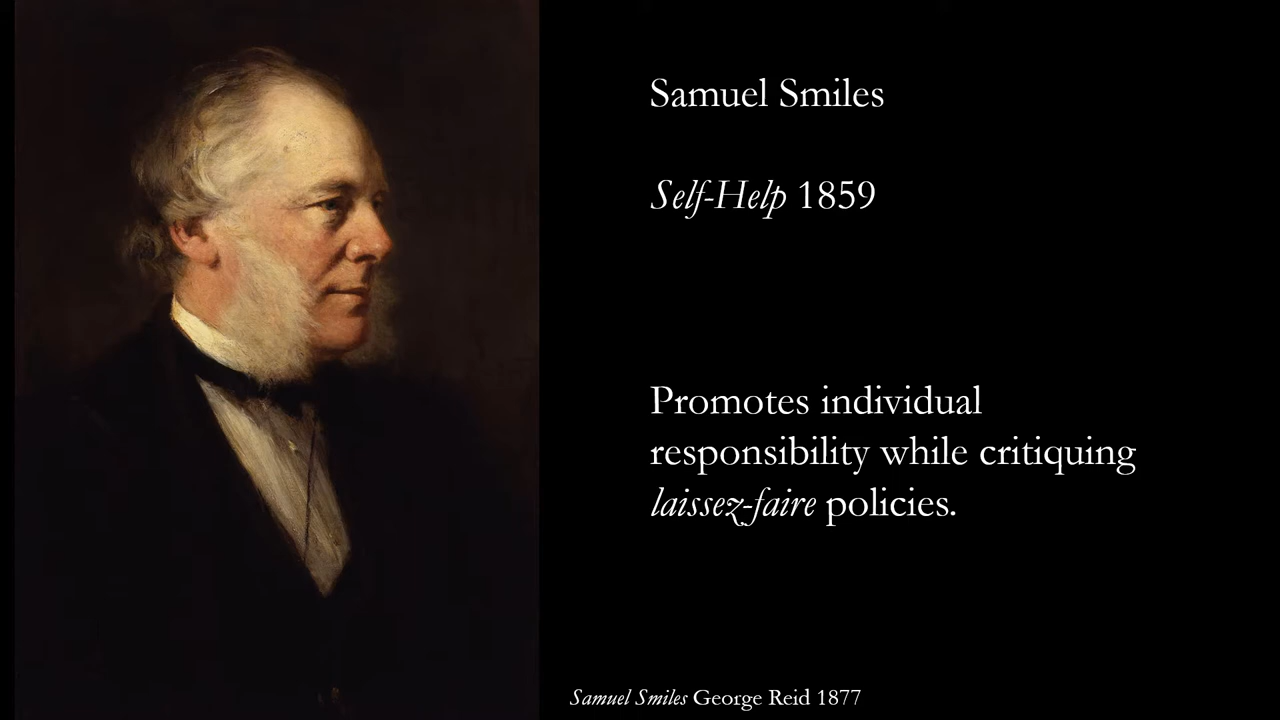 Samuel Smiles
Self-Help 1859
Promotes individual
responsibility while critiquing
laissez-faire policies.
Samuel Smiles George Reid 1877